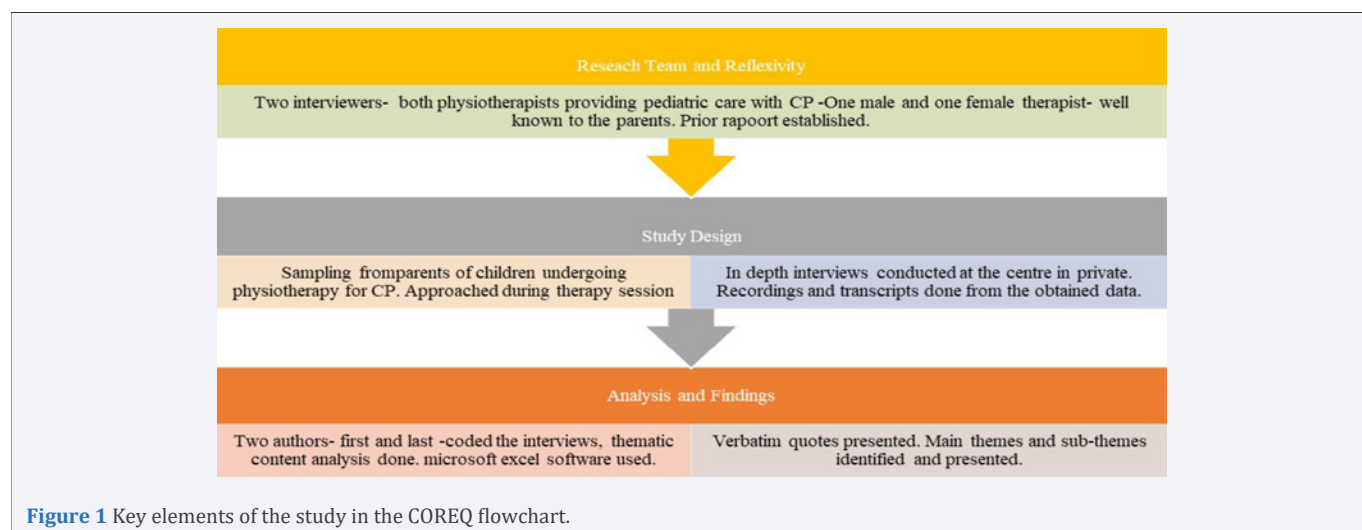 Reseach Team and Reflexivity
Two interviewers- both physiotherapists providing pediatric care with CP -One male and one female therapist- well
known to the parents. Prior rapoort established.
Study Design
Sampling fromparents of children undergoing
physiotherapy for CP. Approached during therapy session
In depth interviews conducted at the centre in private.
Recordings and transcripts done from the obtained data.
Analysis and Findings
Two authors- first and last -coded the interviews, thematic
content analysis done. microsoft excel software used.
Verbatim quotes presented. Main themes and sub-themes
identified and presented.
Figure 1 Key elements of the study in the COREQ flowchart.